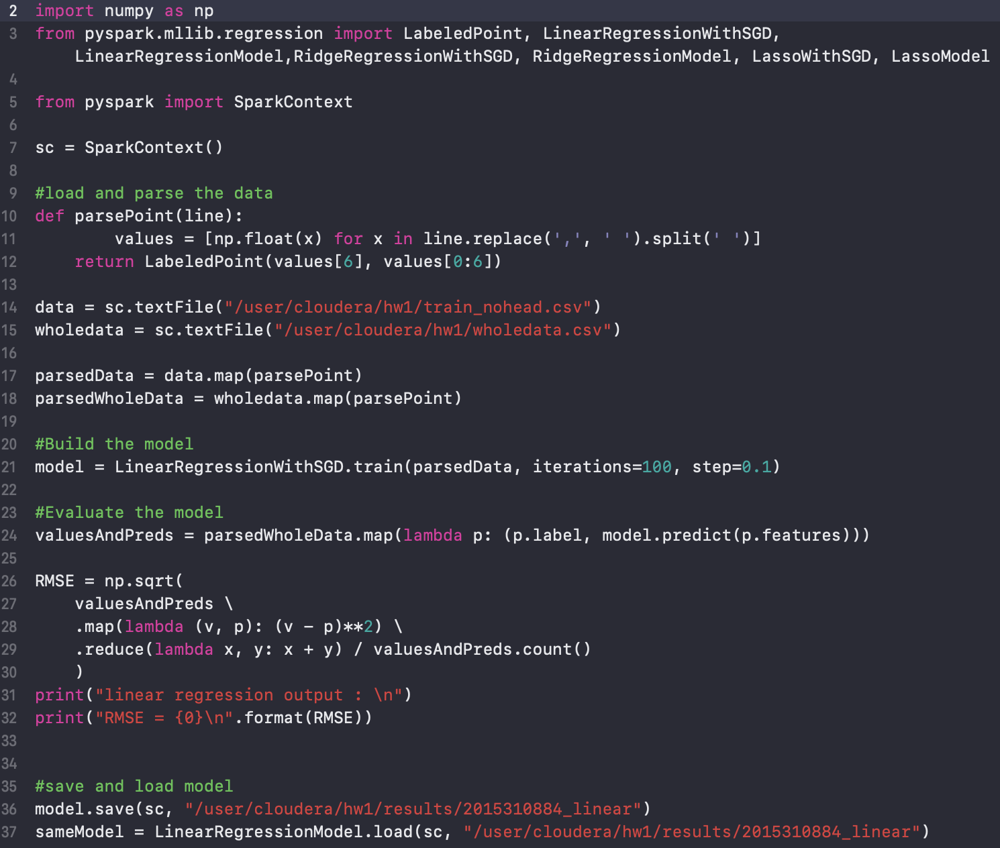 2 import numpy as np
3 from pyspark.mllib.regression import LabeledPoint, LinearRegressionWithSGD,
LinearRegressionModel,RidgeRegressionWithSGD, RidgeRegressionModel, LassoWithSGD, LassoModel
4
5 from pyspark import SparkContext
6
7 sc = SparkContext()
8
9 #load and parse the data
10 def parsePoint(line):
11         values = [np.float(x) for x in line.replace(',', ' ').split(' ')]
12     return LabeledPoint(values[6], values[0:6])
13
14 data = sc.textFile("/user/cloudera/hw1/train_nohead.csv")
15 wholedata = sc.textFile("/user/cloudera/hw1/wholedata.csv")
16
17 parsedData = data.map(parsePoint)
18 parsedWholeData = wholedata.map(parsePoint)
19
20 #Build the model
21 model = LinearRegressionWithSGD.train(parsedData, iterations=100, step=0.1)
22
23 #Evaluate the model
24 valuesAndPreds = parsedWholeData.map(lambda p: (p.label, model.predict(p.features)))
25
26 RMSE = np.sqrt(
27     valuesAndPreds \
28     .map(lambda (v, p): (v - p)**2) \
29     .reduce(lambda x, y: x + y) / valuesAndPreds.count()
30     )
31 print("linear regression output : \n")
32 print("RMSE = {0}\n".format(RMSE))
33
34
35 #save and load model
36 model.save(sc, "/user/cloudera/hw1/results/2015310884_linear")
37 sameModel = LinearRegressionModel.load(sc, "/user/cloudera/hw1/results/2015310884_linear")